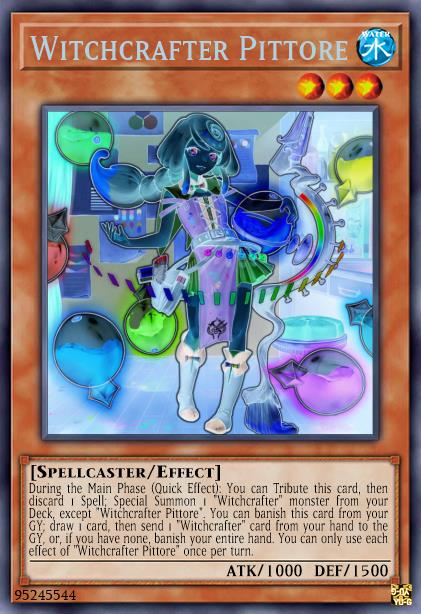 Witchcrafter Pittore
WATER
水
[Spellcaster/Effect]
During the Main Phase (Quick Effect): You can Tribute this card, then
discard 1 Spell; Special Summon 1 "Witchcrafter" monster from your
Deck, except "Witchcrafter Pittore". You can banish this card from your
GY; draw 1 card, then send 1 "Witchcrafter" card from your hand to the
GY, or, if you have none, banish your entire hand. You can only use each
effect of "Witchcrafter Pittore" once per turn.
ATK/1000 DEF/1500
95245544